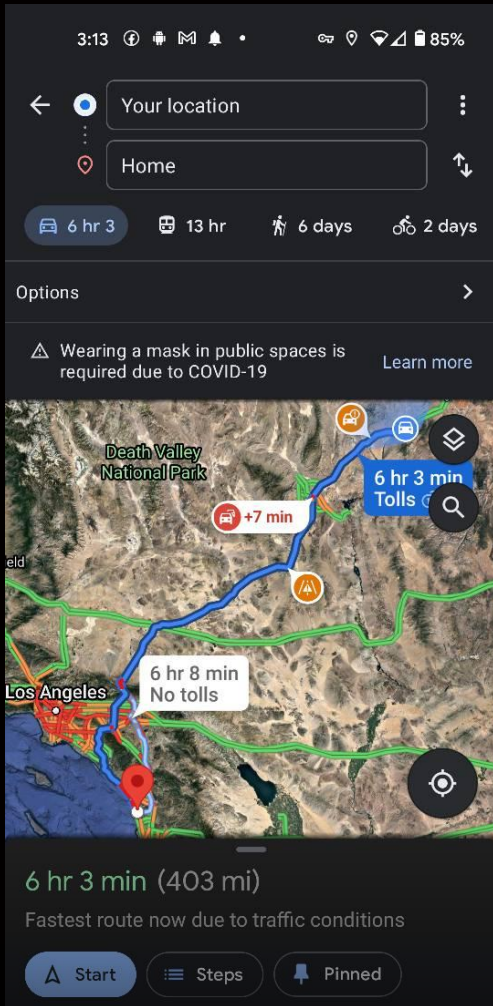 3:13
85%
Your location
Home
6 hr 3
13 hr
6 days
2 days
Options
Wearing a mask in public spaces is
required due to COVID-19
Learn more
Death Valley
National Park
6 hr 3 min
Tolls
+7 min
eld
6 hr 8 min
No tolls
Los Angeles
6 hr 3 min (403 mi)
Fastest route now due to traffic conditions
Start
Steps
Pinned